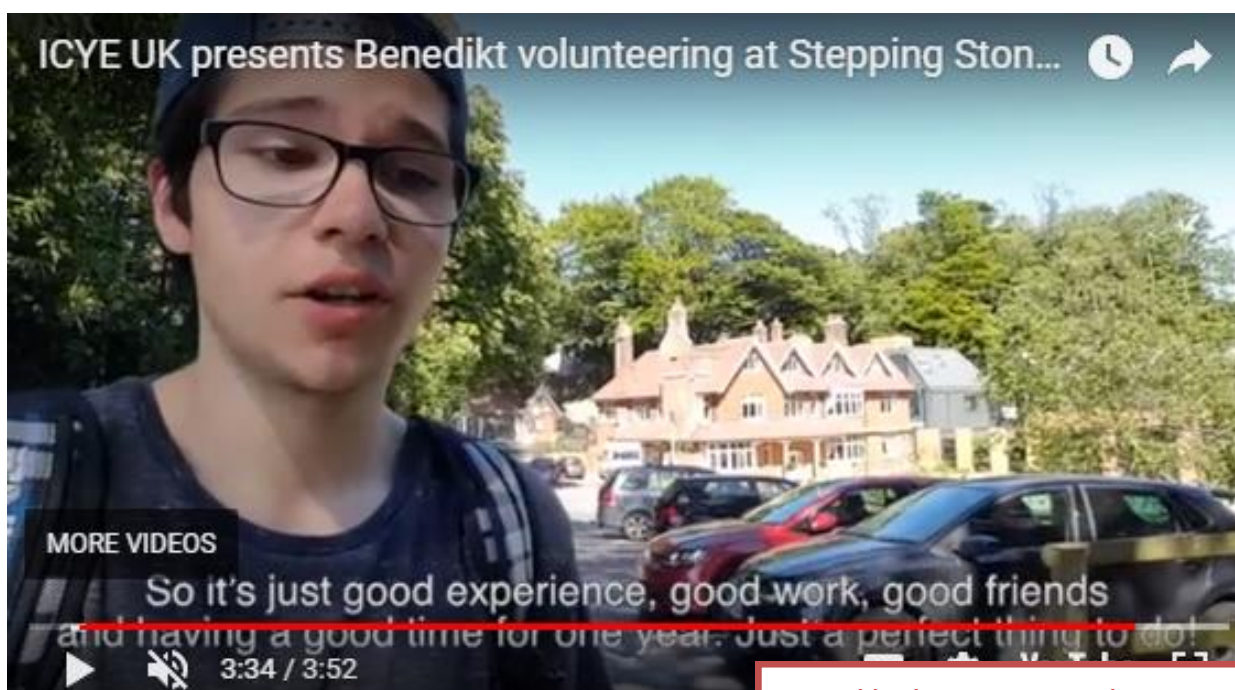 ICYE UK presents Benedikt volunteering at Stepping Ston...
MORE VIDEOS
So it's just good experience, good work, good friends
and having a good time for one year. Just a perfect thing to do!
3:34 / 3:52
YouTube